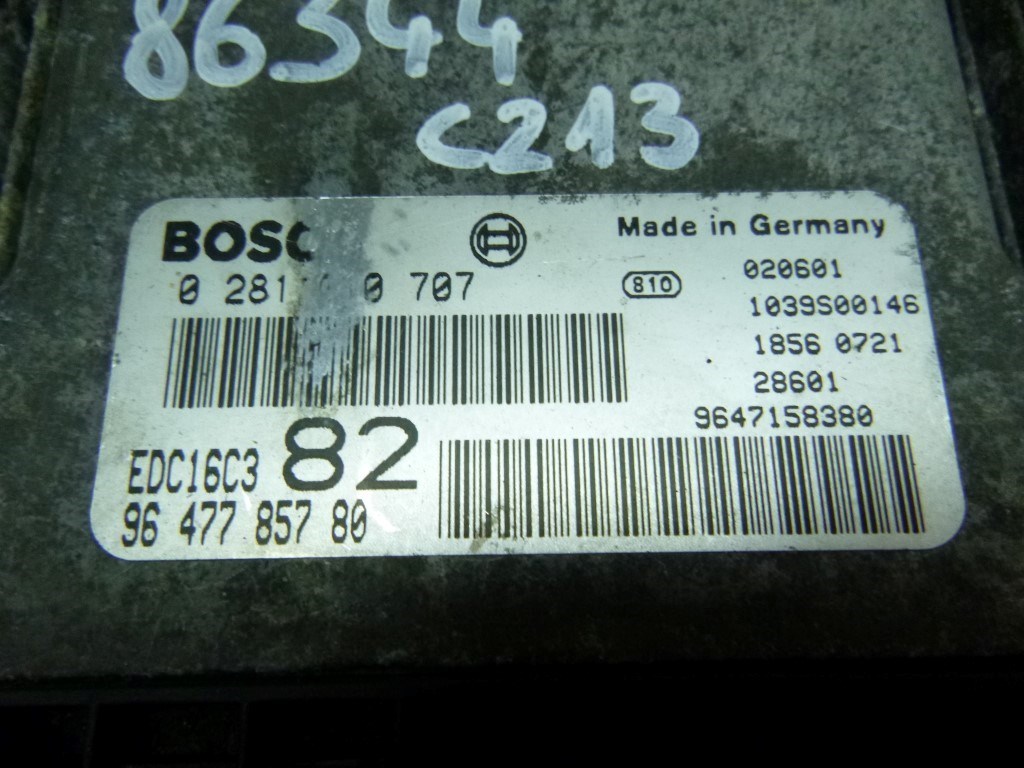 86344
C213
BOSC
Made in Germany
0 281 0 707
810
020601
1039S00146
1856 0721
28601
9647158380
EDC16C3 82
96 477 857 80